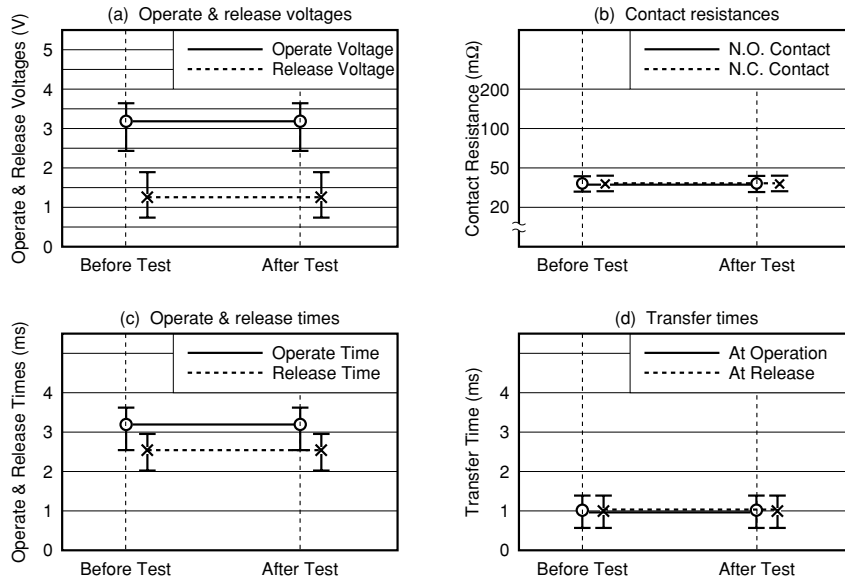 (a) Operate & release voltages
Operate & Release Voltages (V)
5
4
3
2
1
0
Operate Voltage
Release Voltage
Before Test
After Test
(b) Contact resistances
Contact Resistance (mΩ)
200
100
50
20
N.O. Contact
N.C. Contact
Before Test
After Test
(c) Operate & release times
Operate & Release Times (ms)
4
3
2
1
0
Operate Time
Release Time
Before Test
After Test
(d) Transfer times
Transfer Time (ms)
4
3
2
1
0
At Operation
At Release
Before Test
After Test